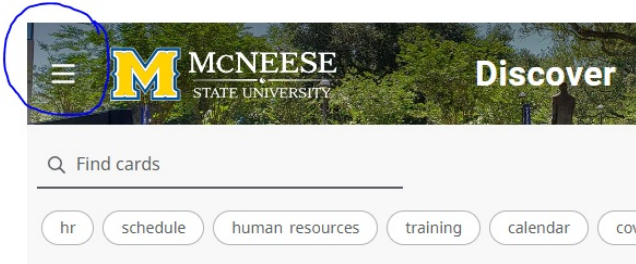 M McNEESE
STATE UNIVERSITY
Discover
Find cards
hr schedule human resources training calendar